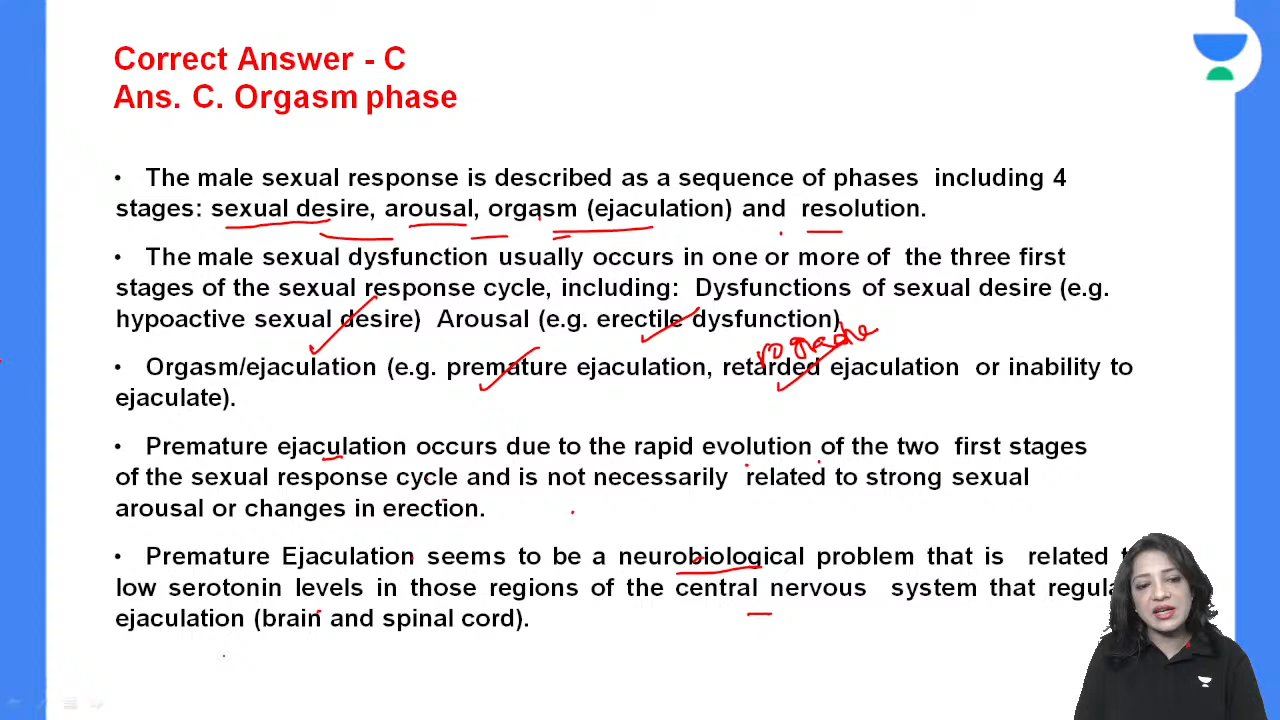 Correct Answer - C
Ans. C. Orgasm phase
• The male sexual response is described as a sequence of phases including 4
stages: sexual desire, arousal, orgasm (ejaculation) and resolution.
• The male sexual dysfunction usually occurs in one or more of the three first
stages of the sexual response cycle, including: Dysfunctions of sexual desire (e.g.
hypoactive sexual desire) Arousal (e.g. erectile dysfunction)
• Orgasm/ejaculation (e.g. premature ejaculation, retarded ejaculation or inability to
ejaculate).
• Premature ejaculation occurs due to the rapid evolution of the two first stages
of the sexual response cycle and is not necessarily related to strong sexual
arousal or changes in erection.
• Premature Ejaculation seems to be a neurobiological problem that is related
low serotonin levels in those regions of the central nervous system that regula
ejaculation (brain and spinal cord).